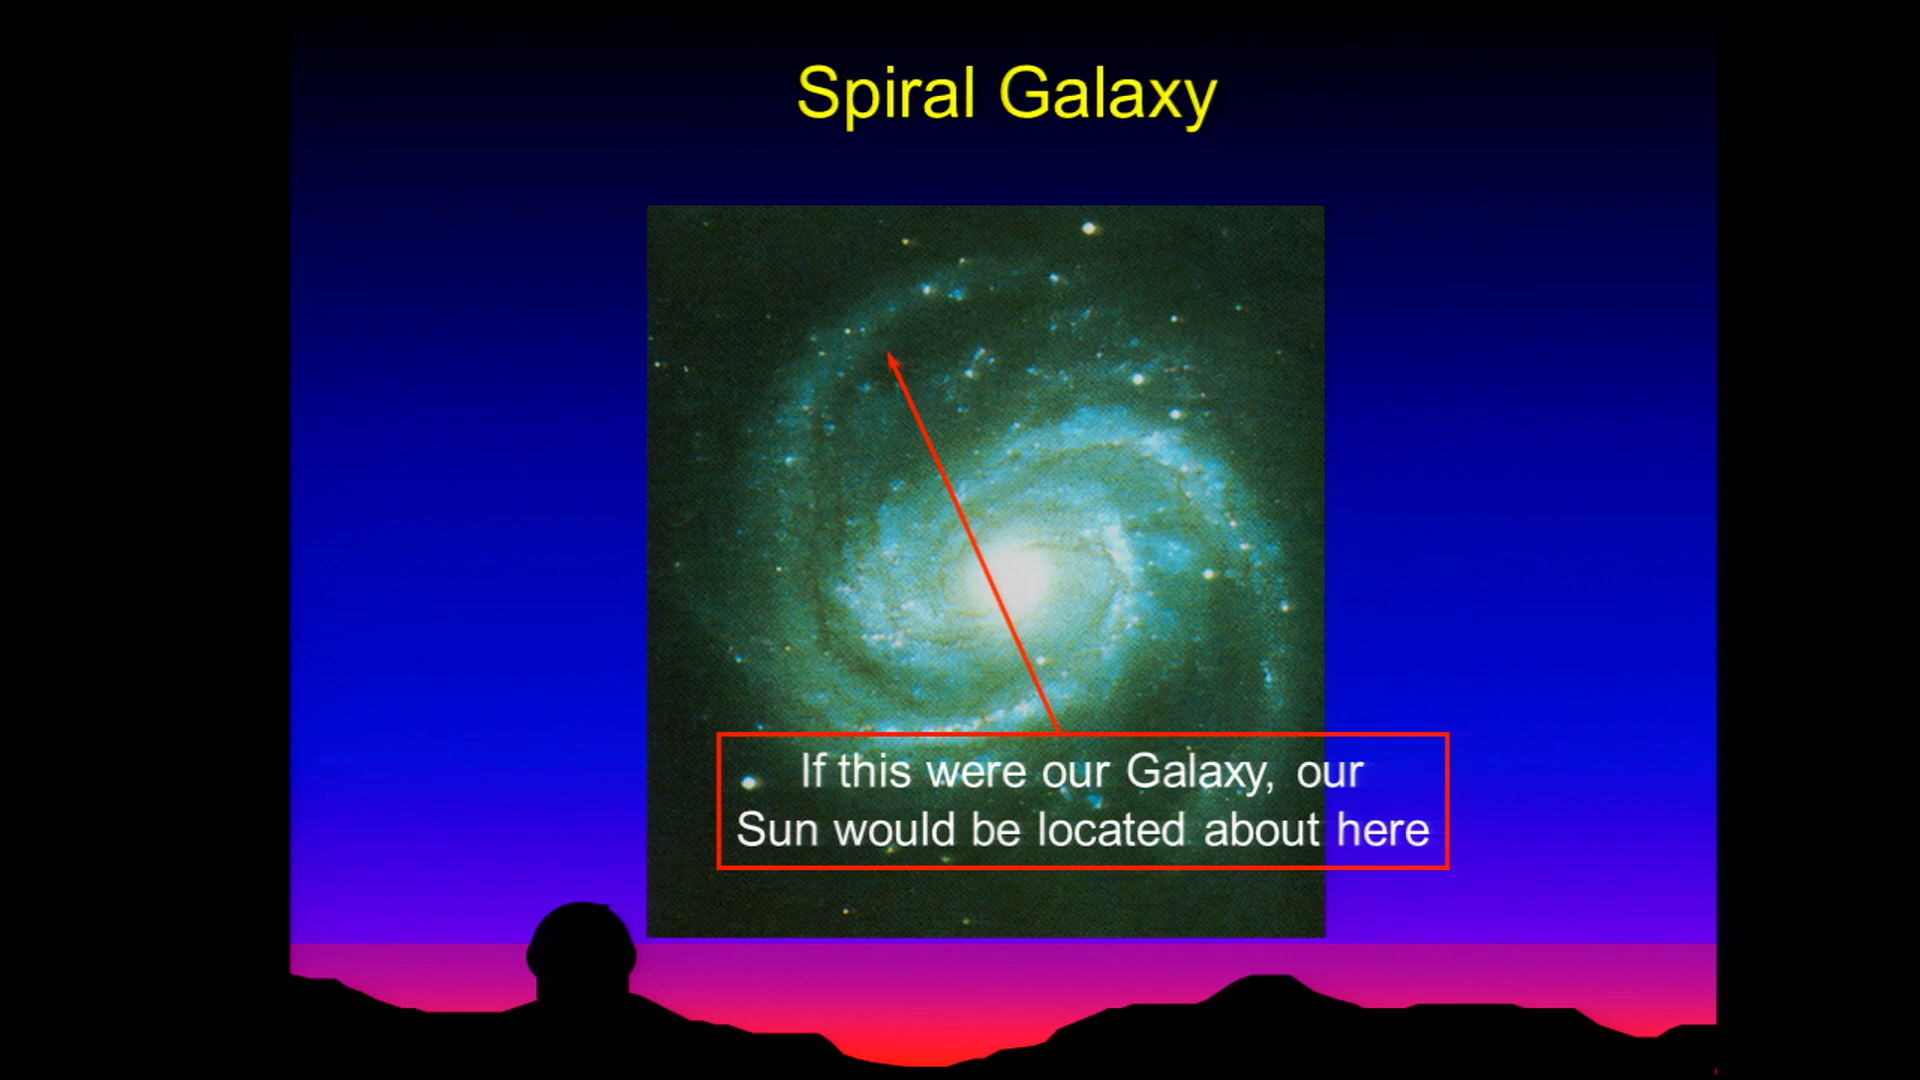 Spiral Galaxy
If this were our Galaxy, our
Sun would be located about here